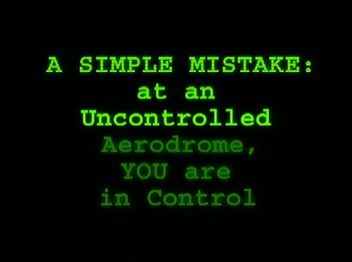 A SIMPLE MISTAKE:
at an
Uncontrolled
Aerodrome,
YOU are
in Control